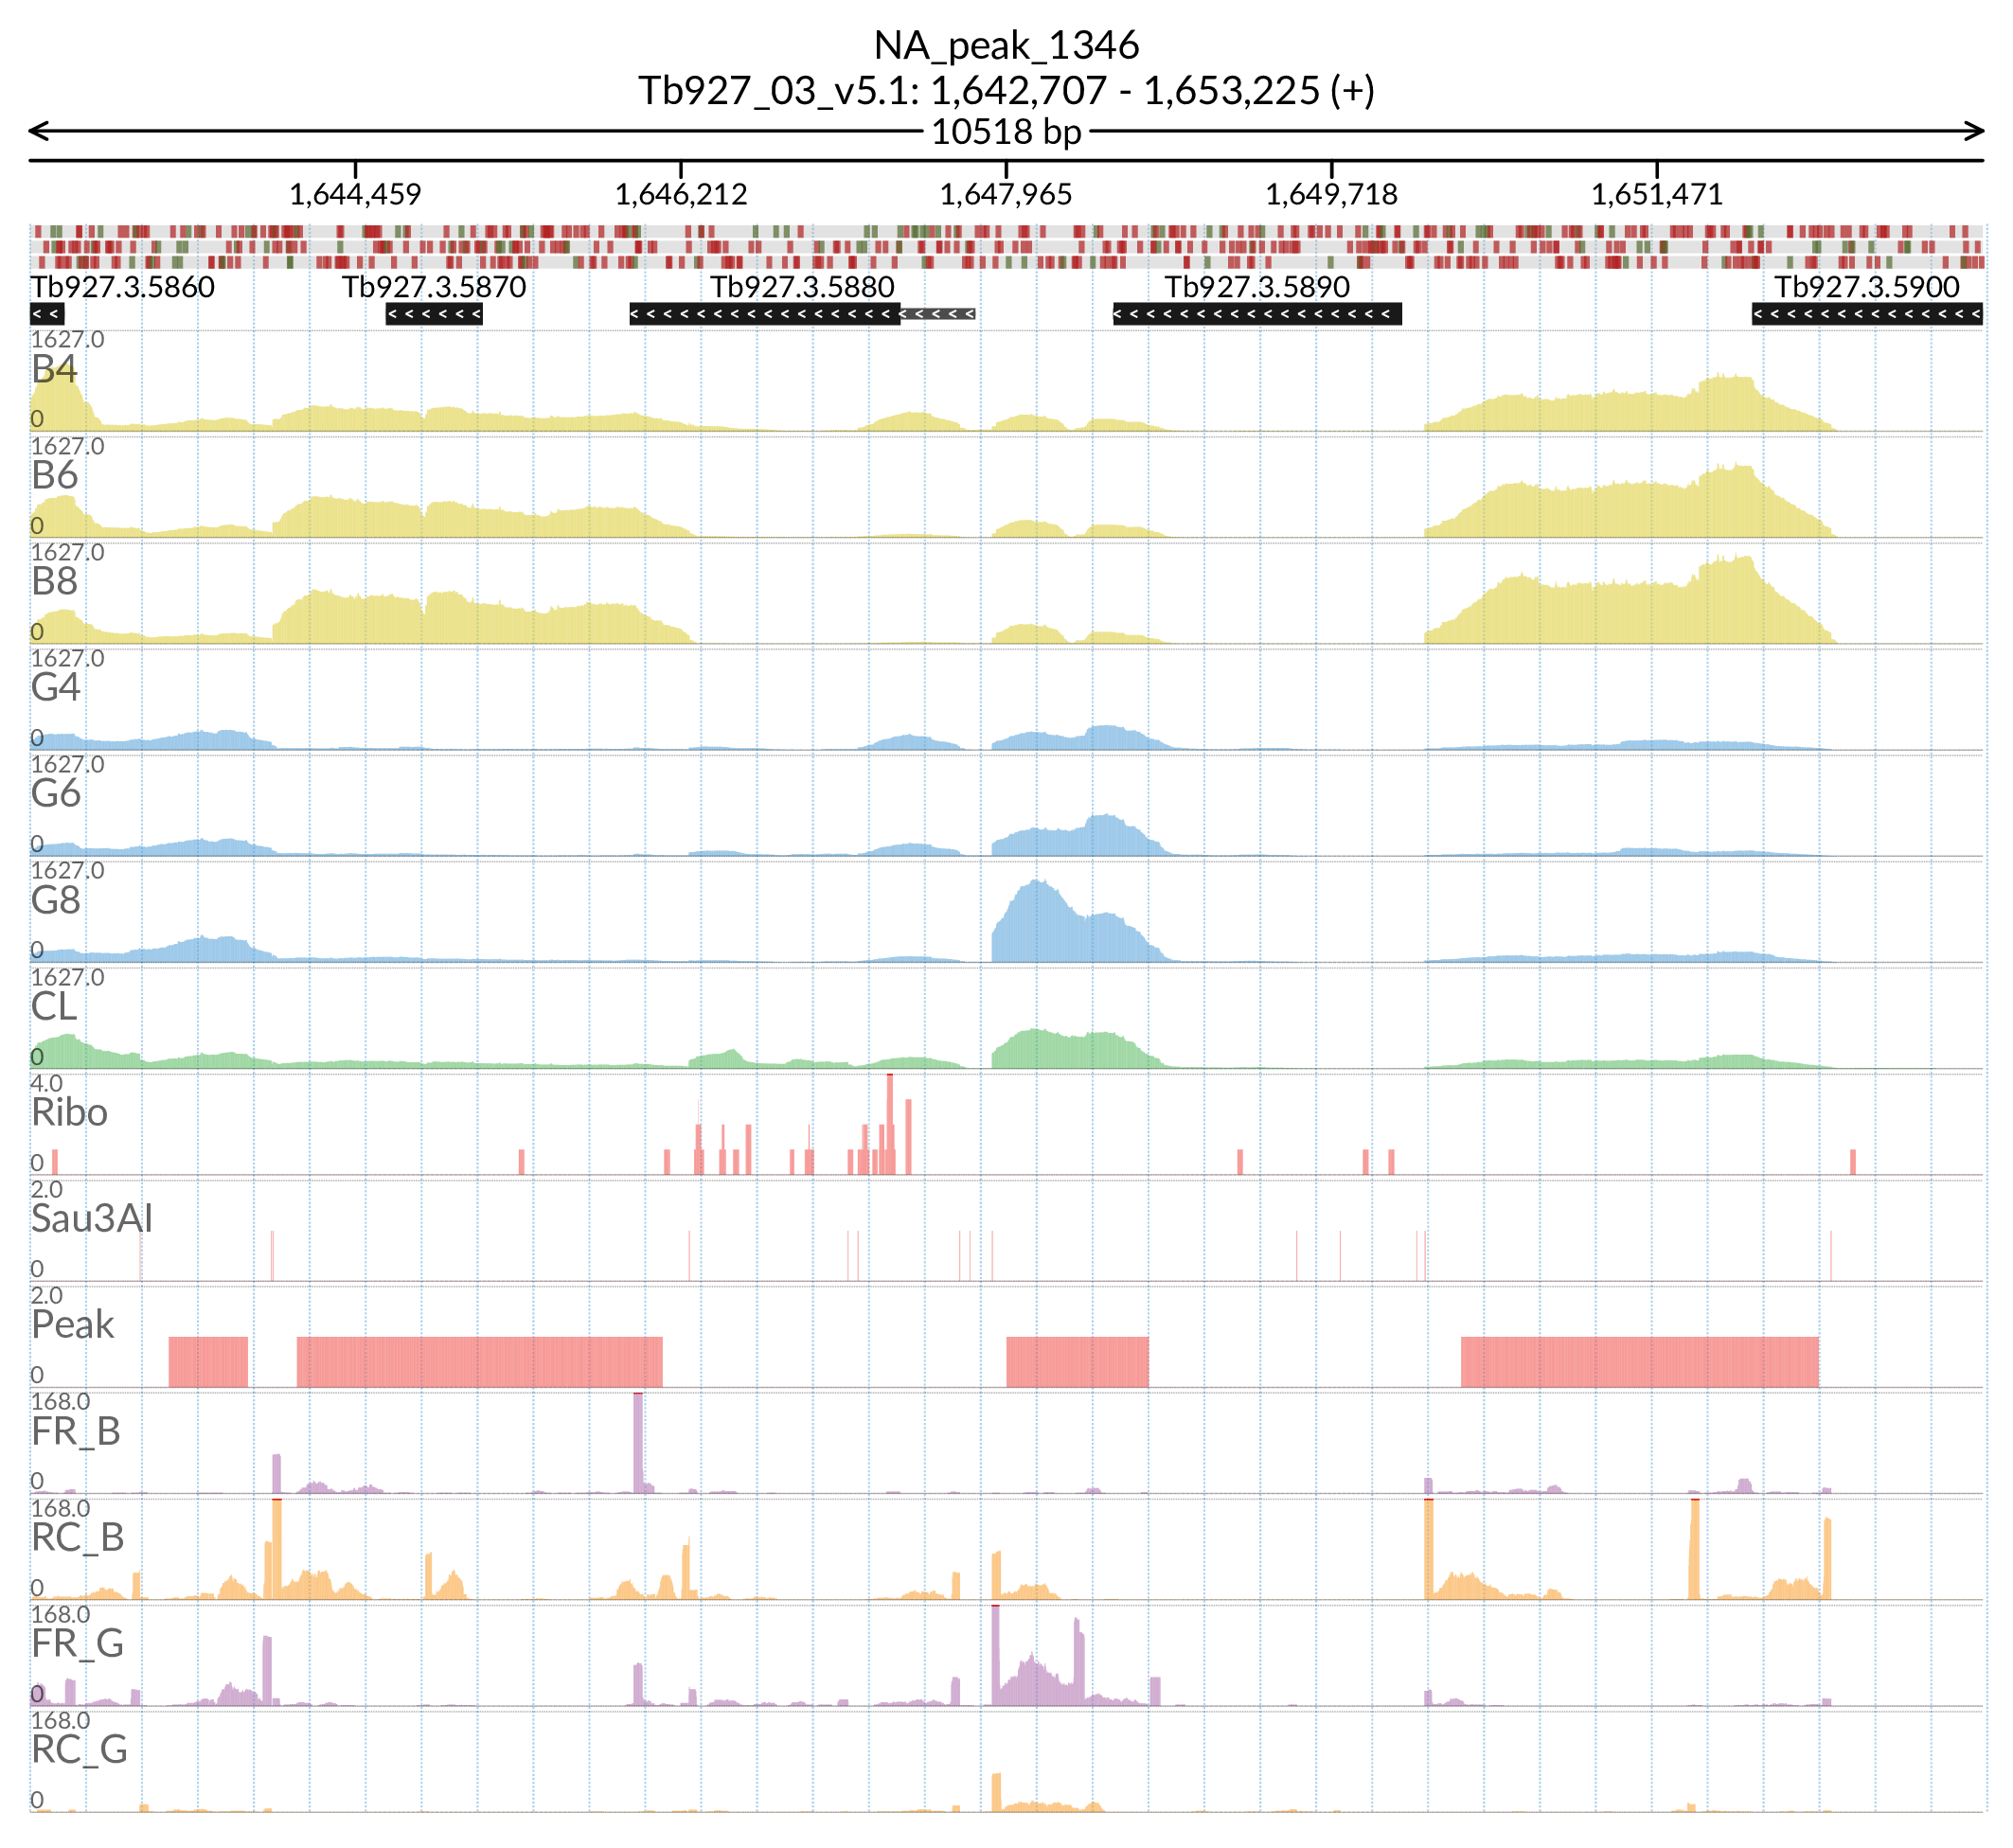 NA_peak_1346
Tb927_03_v5.1: 1,642,707 - 1,653,225 (+)
10518 bp
1,644,459 1,646,212 1,647,965 1,649,718 1,651,471
Tb927.3.5860 Tb927.3.5870 Tb927.3.5880 Tb927.3.5890 Tb927.3.5900
1627.0
B4
0
1627.0
B6
0
1627.0
B8
0
1627.0
G4
0
1627.0
G6
0
1627.0
G8
0
1627.0
CL
0
4.0
Ribo
0
2.0
Sau3AI
0
2.0
Peak
0
168.0
FR_B
0
168.0
RC_B
0
168.0
FR_G
0
168.0
RC_G
0